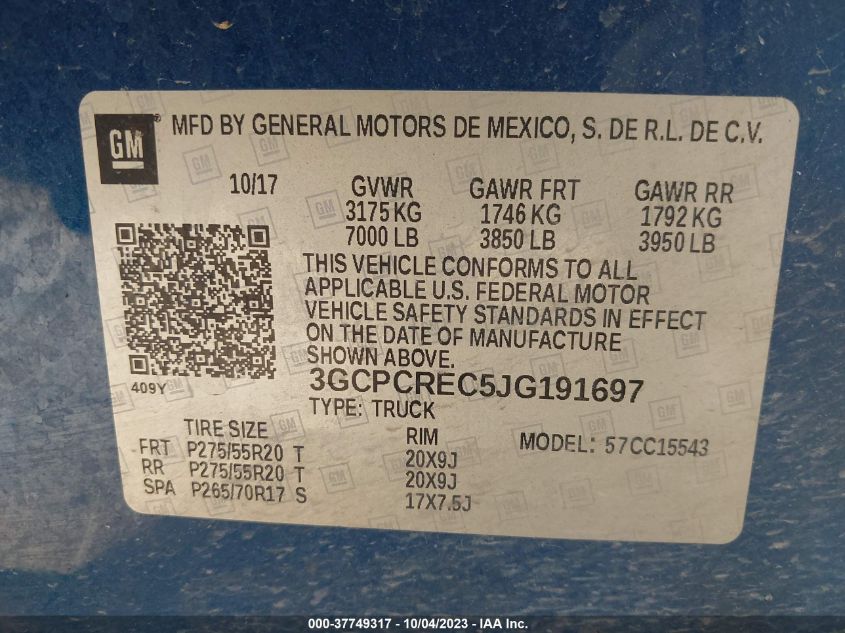 GM ® MFD BY GENERAL MOTORS DE MEXICO, S. DE R.L. DE C.V.
10/17 GVWR GAWR FRT GAWR RR
3175 KG 1746 KG 1792 KG
7000 LB 3850 LB 3950 LB
THIS VEHICLE CONFORMS TO ALL
APPLICABLE U.S. FEDERAL MOTOR
VEHICLE SAFETY STANDARDS IN EFFECT
ON THE DATE OF MANUFACTURE
SHOWN ABOVE.
409Y
3GCPCREC5JG191697
TYPE: TRUCK
TIRE SIZE RIM MODEL: 57CC15543
FRT P275/55R20 T 20X9J
RR P275/55R20 T 20X9J
SPA P265/70R17 S 17X7.5J
000-37749317 - 10/04/2023 - IAA Inc.